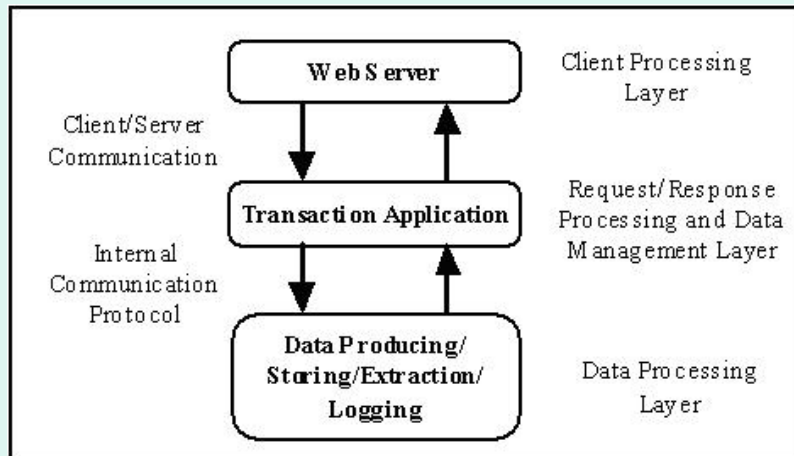 Web Server
Client Processing
Layer
Client/Server
Communication
Transaction Application
Request/Response
Processing and Data
Management Layer
Internal
Communication
Protocol
Data Producing/
Storing/Extraction/
Logging
Data Processing
Layer